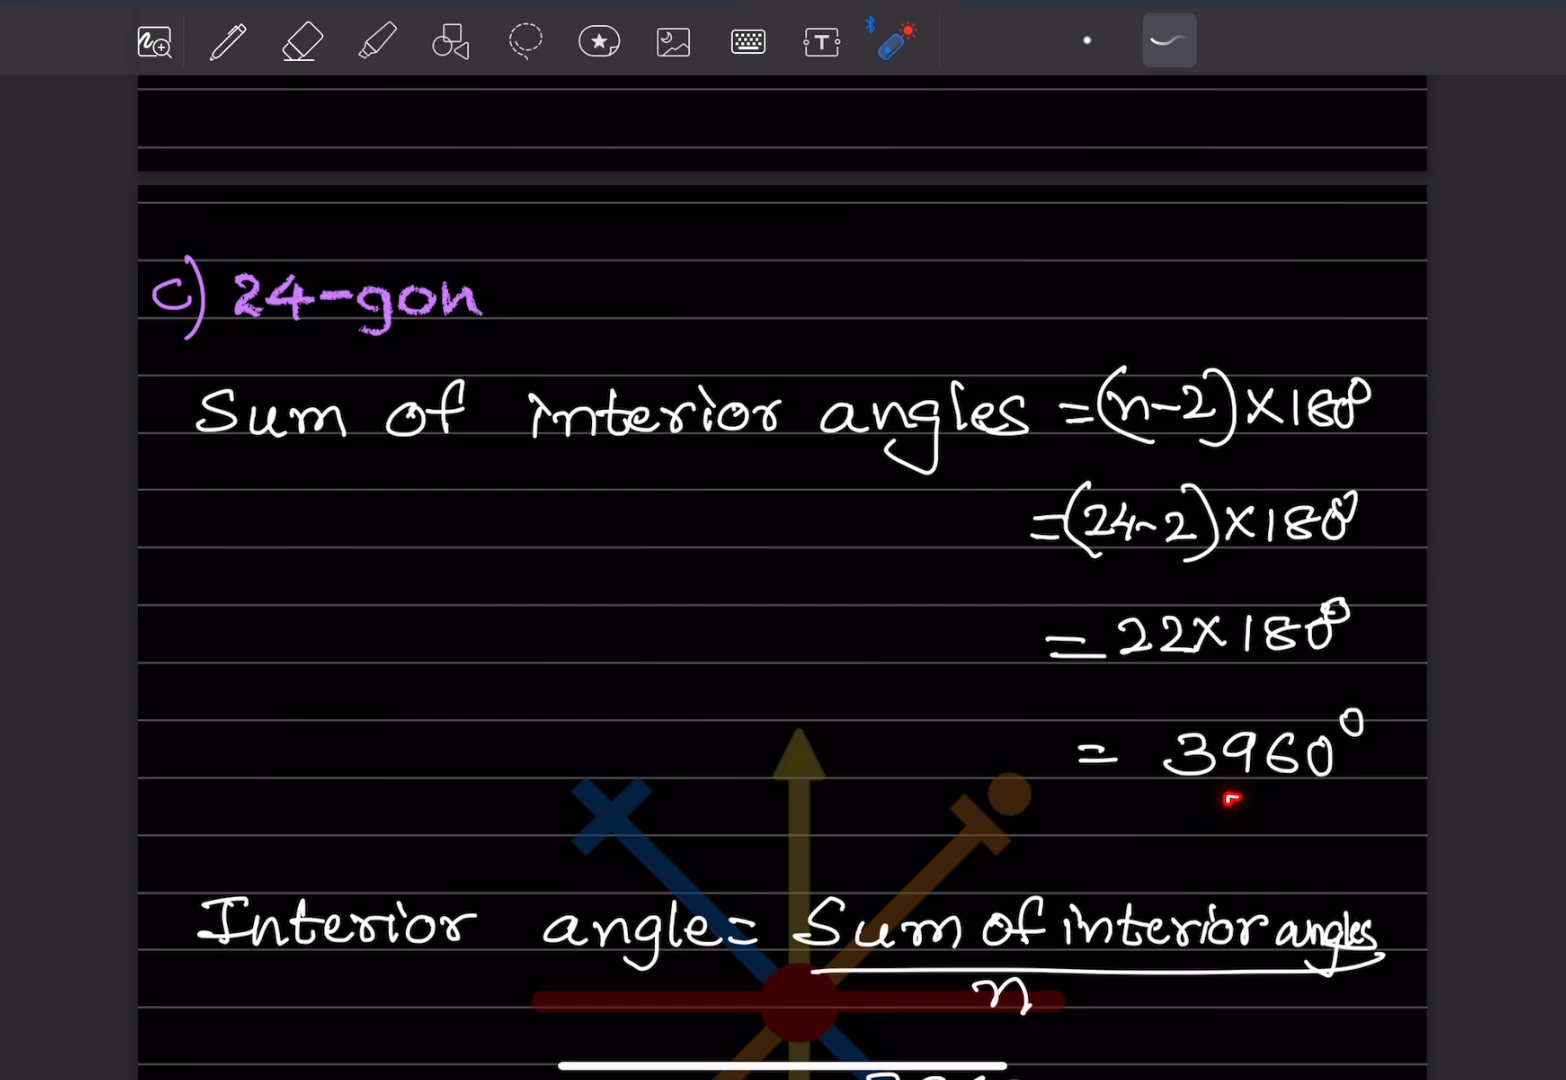 c) 24-gon
Sum of interior angles =(n-2)×180°
=(24-2)×180°
= 22×180°
= 3960°
Interior angle= Sum of interior angles
n